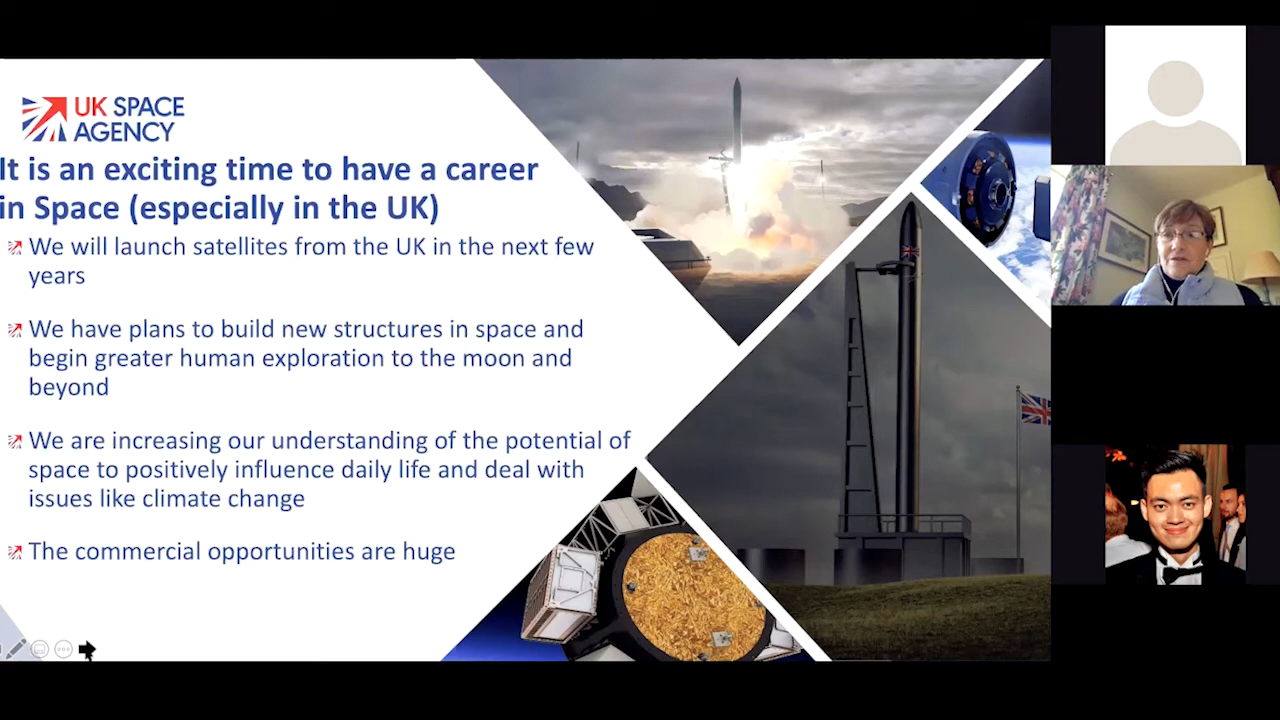 UK SPACE
AGENCY
It is an exciting time to have a career
in Space (especially in the UK)
We will launch satellites from the UK in the next few
years
We have plans to build new structures in space and
begin greater human exploration to the moon and
beyond
We are increasing our understanding of the potential of
space to positively influence daily life and deal with
issues like climate change
The commercial opportunities are huge